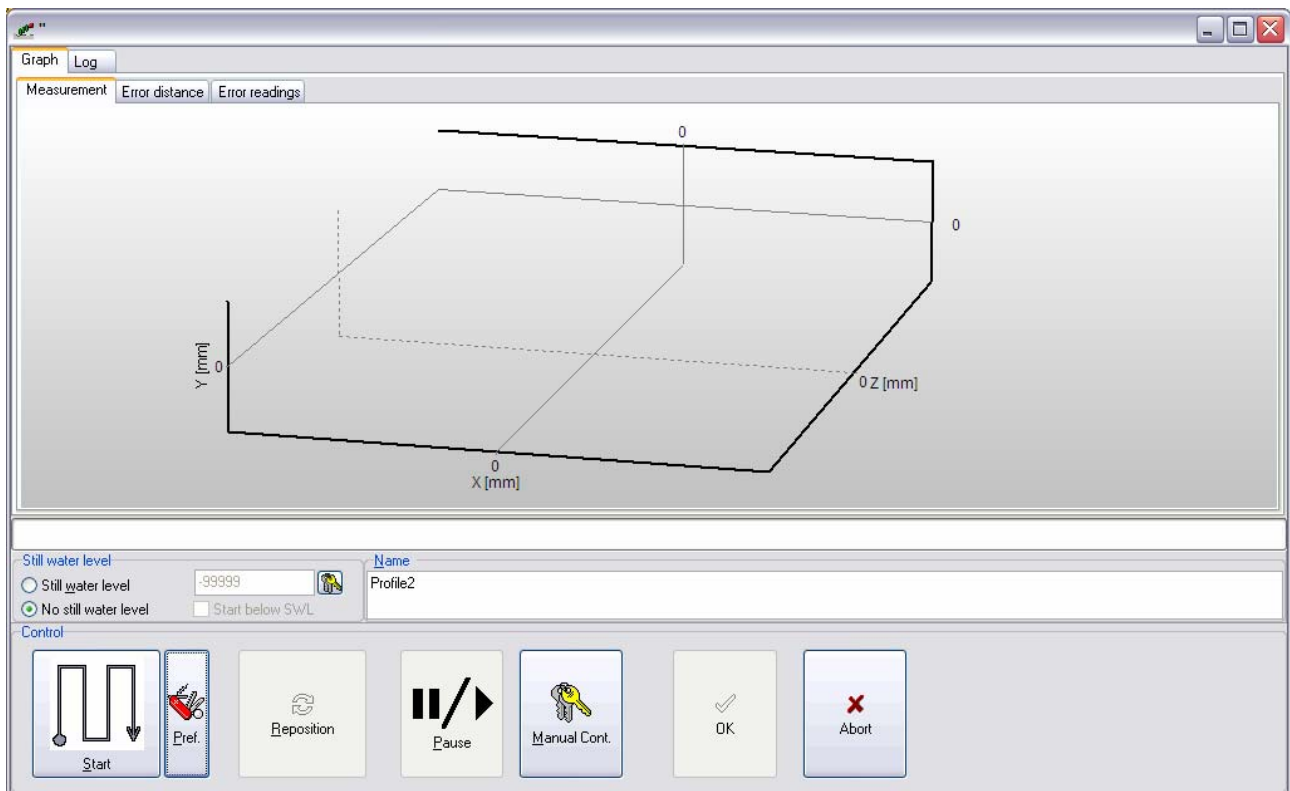 "
Graph Log
Measurement Error distance Error readings
0
0
Y [mm]
0
0 Z [mm]
0
X [mm]
Still water level
Name
Still water level
-99999
Profile2
No still water level
Start below SWL
Control
Start
Pref.
Reposition
Pause
Manual Cont.
OK
Abort